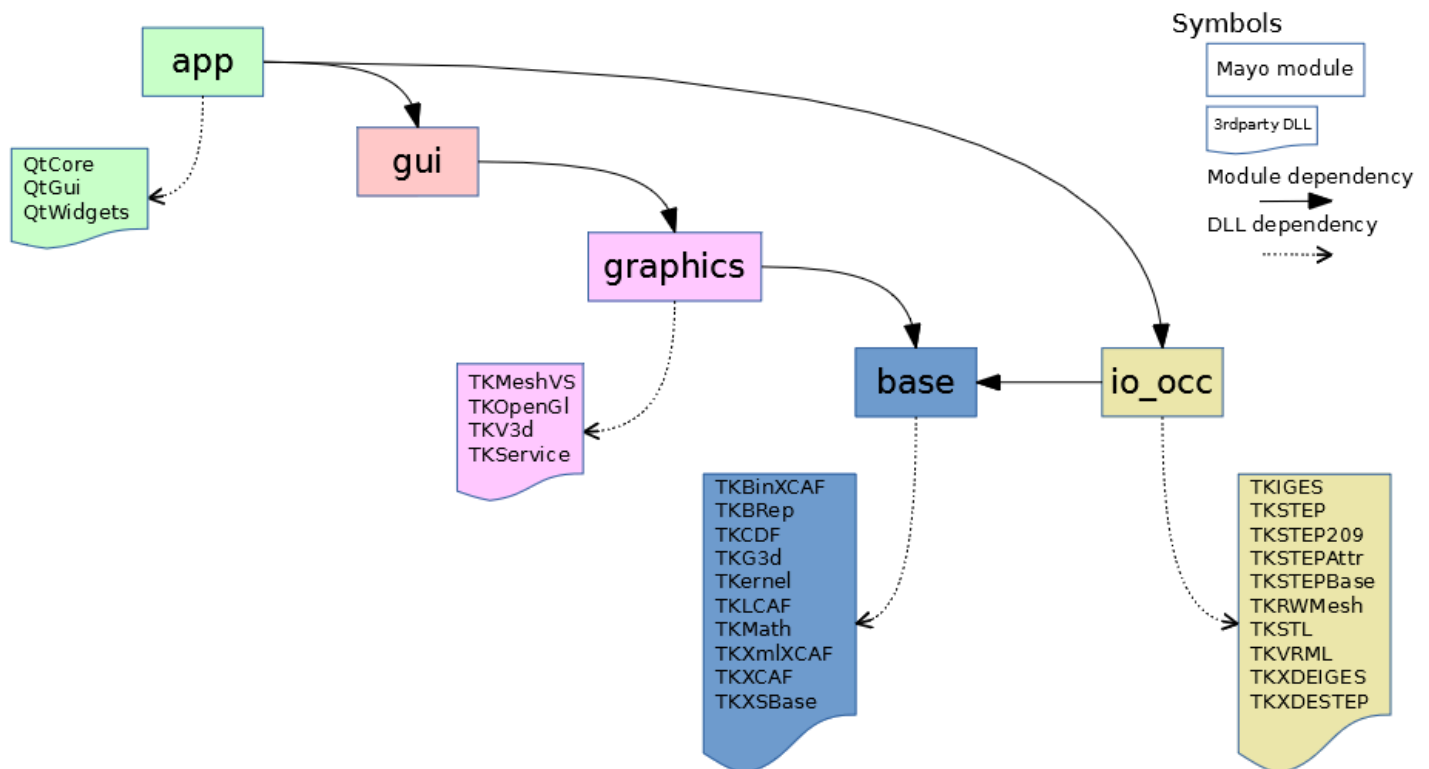 Symbols
Mayo module
3rdparty DLL
Module dependency
DLL dependency
app
QtCore
QtGui
QtWidgets
gui
graphics
TKMeshVS
TKOpenGl
TKV3d
TKService
base
io_occ
TKBinXCAF
TKBRep
TKCDF
TKG3d
TKernel
TKLCAF
TKMath
TKXmlXCAF
TKXCAF
TKXSBase
TKIGES
TKSTEP
TKSTEP209
TKSTEPAttr
TKSTEPBase
TKRWMesh
TKSTL
TKVRML
TKXDEIGES
TKXDESTEP